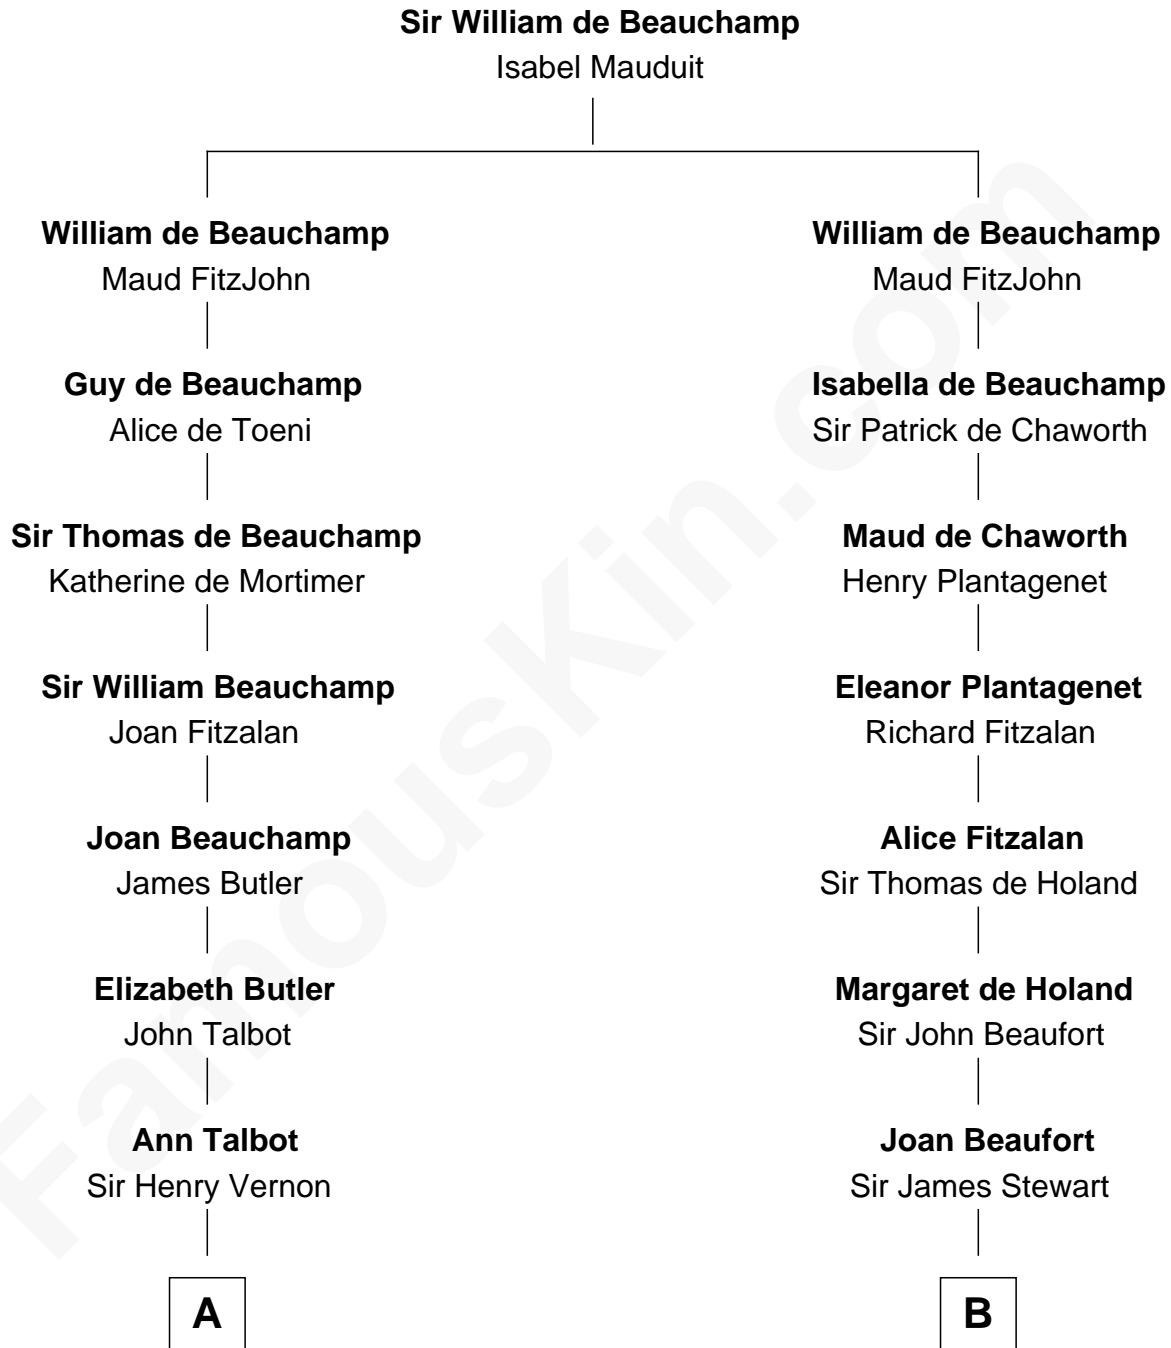 Sir William de Beauchamp
Isabel Mauduit
William de Beauchamp
Maud FitzJohn
William de Beauchamp
Maud FitzJohn
Guy de Beauchamp
Alice de Toeni
Isabella de Beauchamp
Sir Patrick de Chaworth
Sir Thomas de Beauchamp
Katherine de Mortimer
Maud de Chaworth
Henry Plantagenet
Sir William Beauchamp
Joan Fitzalan
Eleanor Plantagenet
Richard Fitzalan
Joan Beauchamp
James Butler
Alice Fitzalan
Sir Thomas de Holand
Elizabeth Butler
John Talbot
Margaret de Holand
Sir John Beaufort
Ann Talbot
Sir Henry Vernon
Joan Beaufort
Sir James Stewart
A
B
FamousKin.com